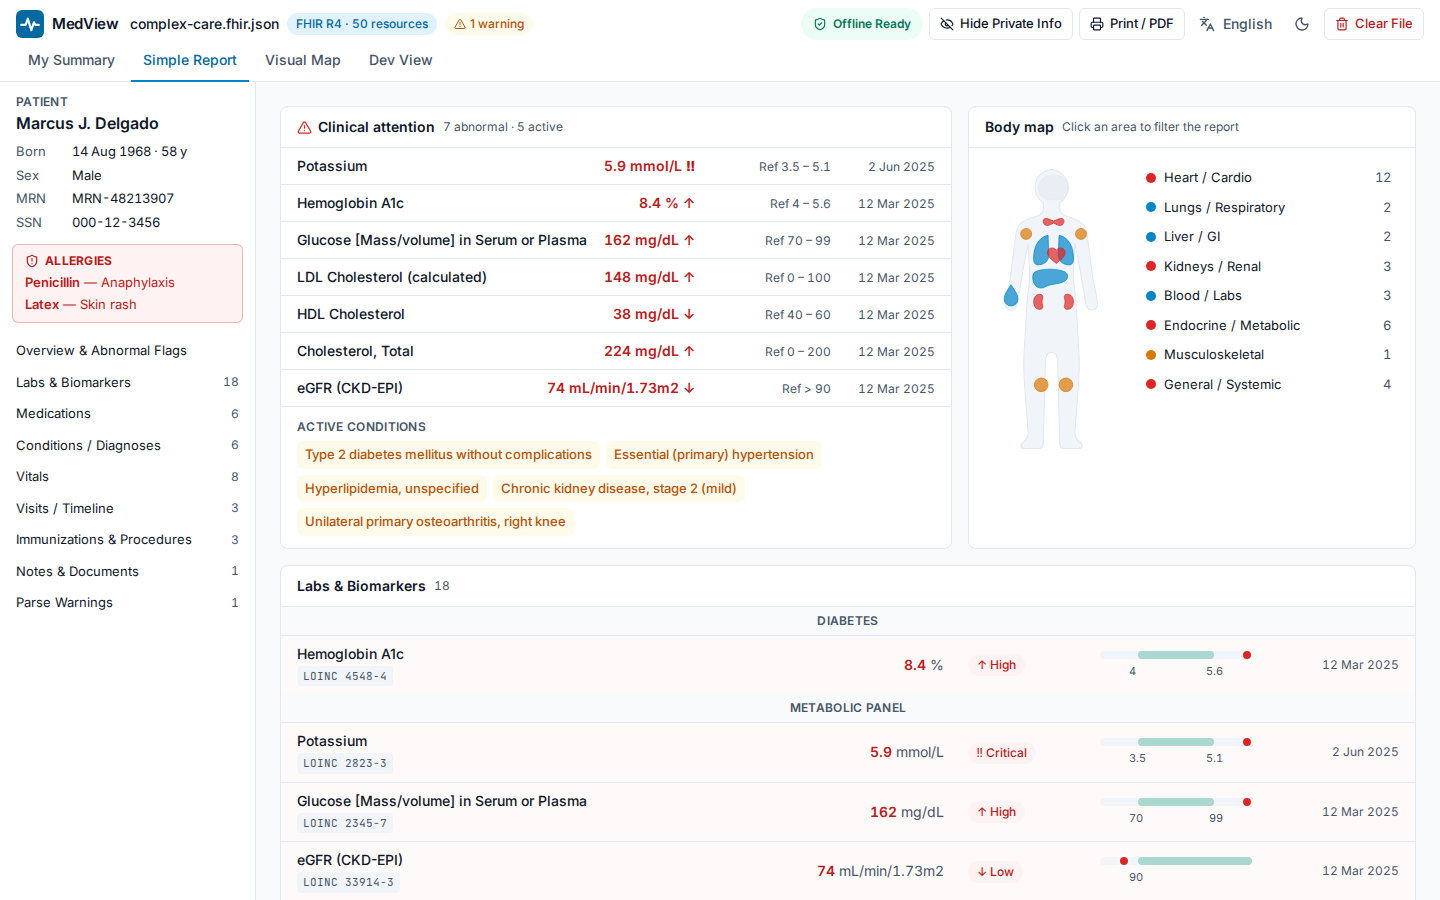 MedView complex-care.fhir.json FHIR R4 · 50 resources 1 warning Offline Ready Hide Private Info Print / PDF English Clear File
My Summary Simple Report Visual Map Dev View
PATIENT
Marcus J. Delgado
Born 14 Aug 1968 · 58 y
Sex Male
MRN MRN-48213907
SSN 000-12-3456
ALLERGIES
Penicillin — Anaphylaxis
Latex — Skin rash
Overview & Abnormal Flags
Labs & Biomarkers 18
Medications 6
Conditions / Diagnoses 6
Vitals 8
Visits / Timeline 3
Immunizations & Procedures 3
Notes & Documents 1
Parse Warnings 1
Clinical attention 7 abnormal · 5 active
Potassium 5.9 mmol/L !! Ref 3.5 – 5.1 2 Jun 2025
Hemoglobin A1c 8.4 % ↑ Ref 4 – 5.6 12 Mar 2025
Glucose [Mass/volume] in Serum or Plasma 162 mg/dL ↑ Ref 70 – 99 12 Mar 2025
LDL Cholesterol (calculated) 148 mg/dL ↑ Ref 0 – 100 12 Mar 2025
HDL Cholesterol 38 mg/dL ↓ Ref 40 – 60 12 Mar 2025
Cholesterol, Total 224 mg/dL ↑ Ref 0 – 200 12 Mar 2025
eGFR (CKD-EPI) 74 mL/min/1.73m2 ↓ Ref > 90 12 Mar 2025
ACTIVE CONDITIONS
Type 2 diabetes mellitus without complications Essential (primary) hypertension
Hyperlipidemia, unspecified Chronic kidney disease, stage 2 (mild)
Unilateral primary osteoarthritis, right knee
Body map Click an area to filter the report
Heart / Cardio 12
Lungs / Respiratory 2
Liver / GI 2
Kidneys / Renal 3
Blood / Labs 3
Endocrine / Metabolic 6
Musculoskeletal 1
General / Systemic 4
Labs & Biomarkers 18
DIABETES
Hemoglobin A1c 8.4 % ↑ High 12 Mar 2025
LOINC 4548-4 4 5.6
METABOLIC PANEL
Potassium 5.9 mmol/L !! Critical 2 Jun 2025
LOINC 2823-3 3.5 5.1
Glucose [Mass/volume] in Serum or Plasma 162 mg/dL ↑ High 12 Mar 2025
LOINC 2345-7 70 99
eGFR (CKD-EPI) 74 mL/min/1.73m2 ↓ Low 12 Mar 2025
LOINC 33914-3 90